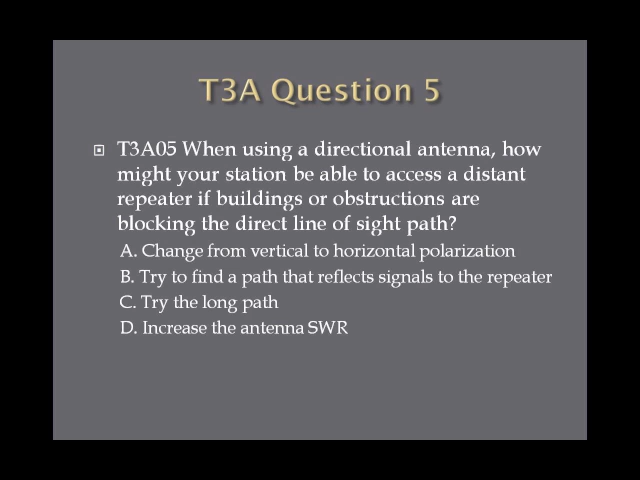 T3A Question 5
T3A05 When using a directional antenna, how
might your station be able to access a distant
repeater if buildings or obstructions are
blocking the direct line of sight path?
A. Change from vertical to horizontal polarization
B. Try to find a path that reflects signals to the repeater
C. Try the long path
D. Increase the antenna SWR